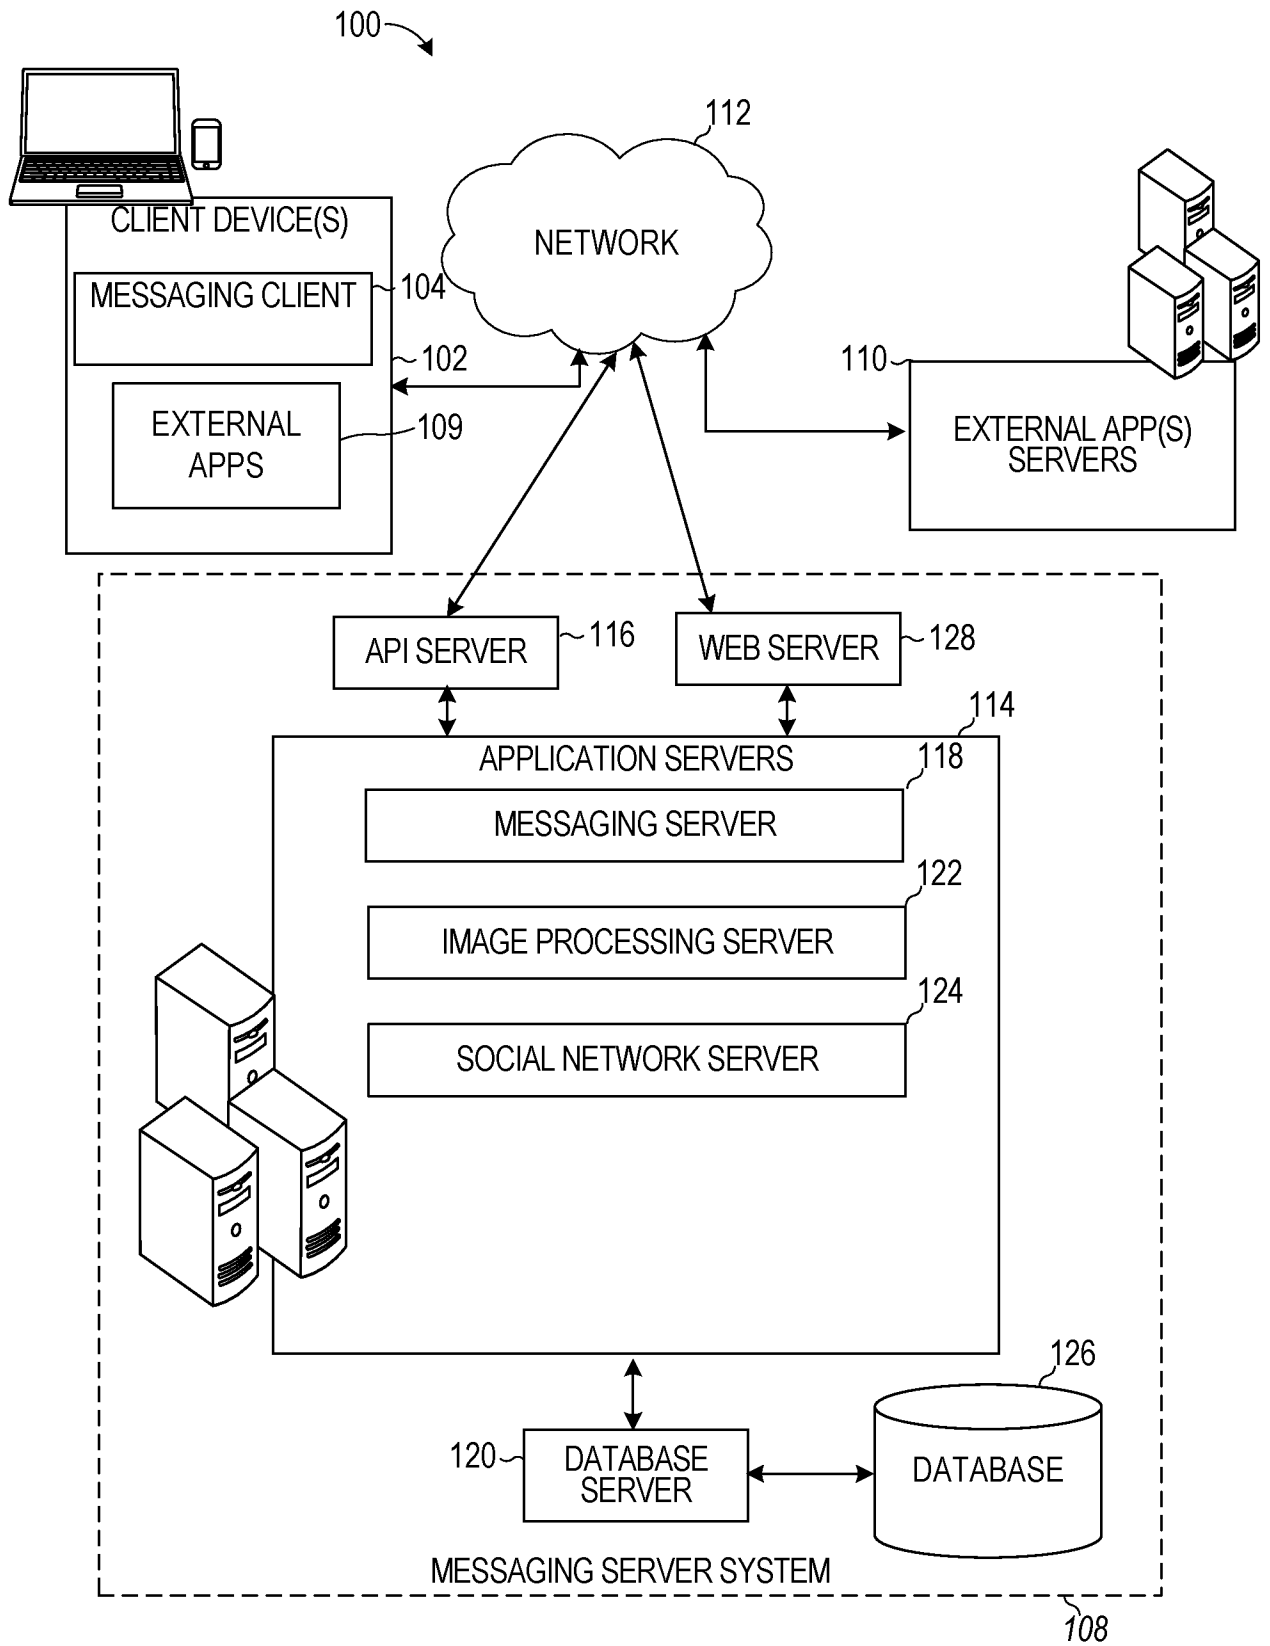 100
112
CLIENT DEVICE(S)
NETWORK
MESSAGING CLIENT
104
102
110
EXTERNAL
APPS
109
EXTERNAL APP(S)
SERVERS
API SERVER
116
WEB SERVER
128
114
APPLICATION SERVERS
118
MESSAGING SERVER
122
IMAGE PROCESSING SERVER
124
SOCIAL NETWORK SERVER
126
120
DATABASE
SERVER
DATABASE
MESSAGING SERVER SYSTEM
108